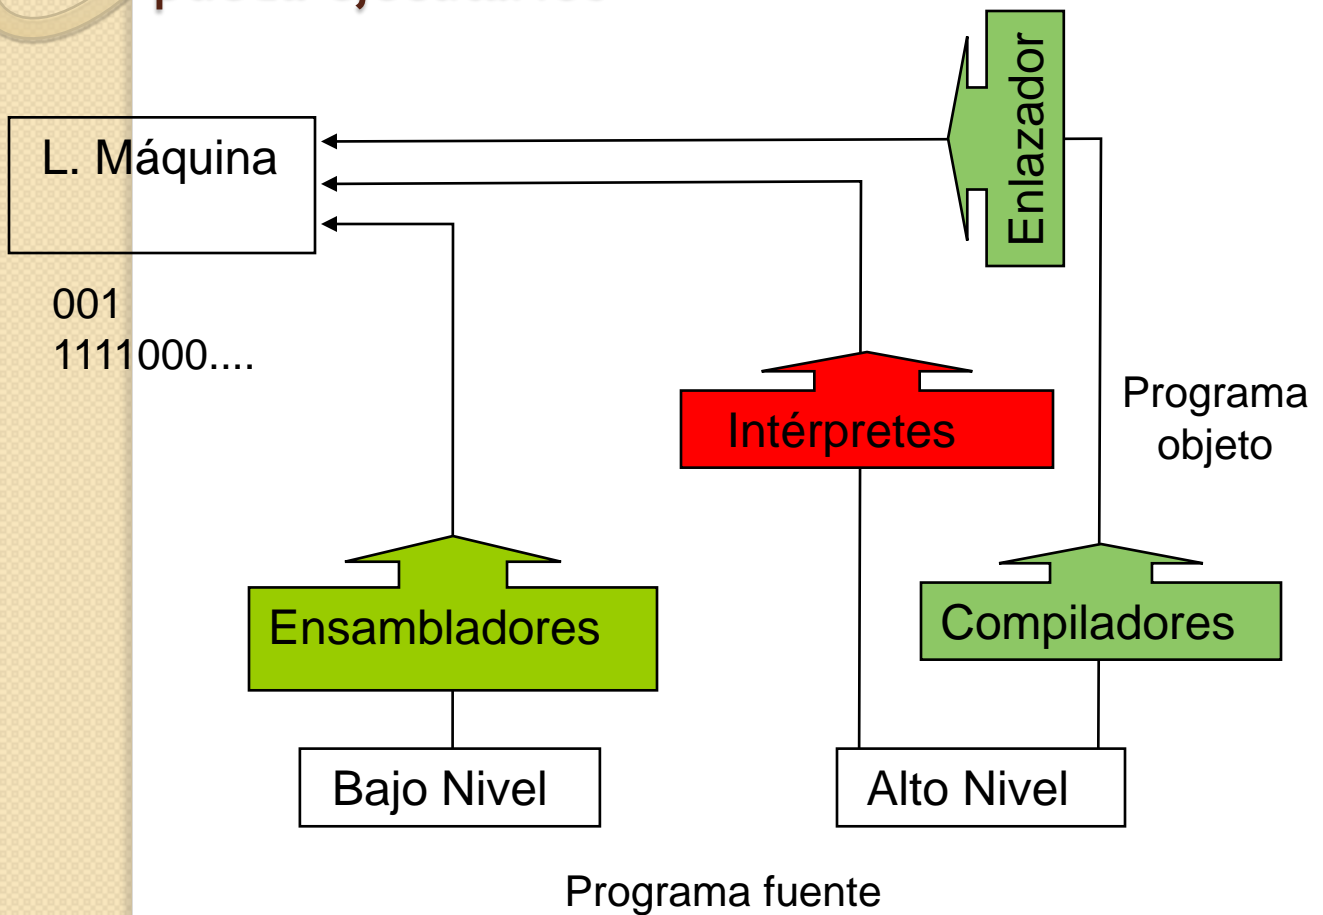 Enlazador
L. Máquina
001
1111000....
Programa
objeto
Intérpretes
Ensambladores
Compiladores
Bajo Nivel
Alto Nivel
Programa fuente